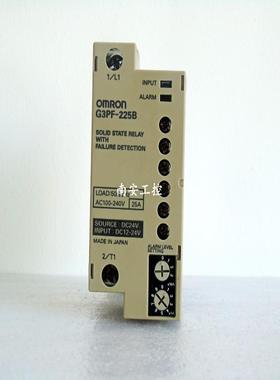 1/L1
INPUT
ALARM
OMRON
G3PF-225B
SOLID STATE RELAY
WITH
FAILURE DETECTION
南安工控
AC100-240V 25A
SOURCE : DC24V
INPUT : DC12-24V
MADE IN JAPAN
2/T1
ALARM LEVEL
SETTING